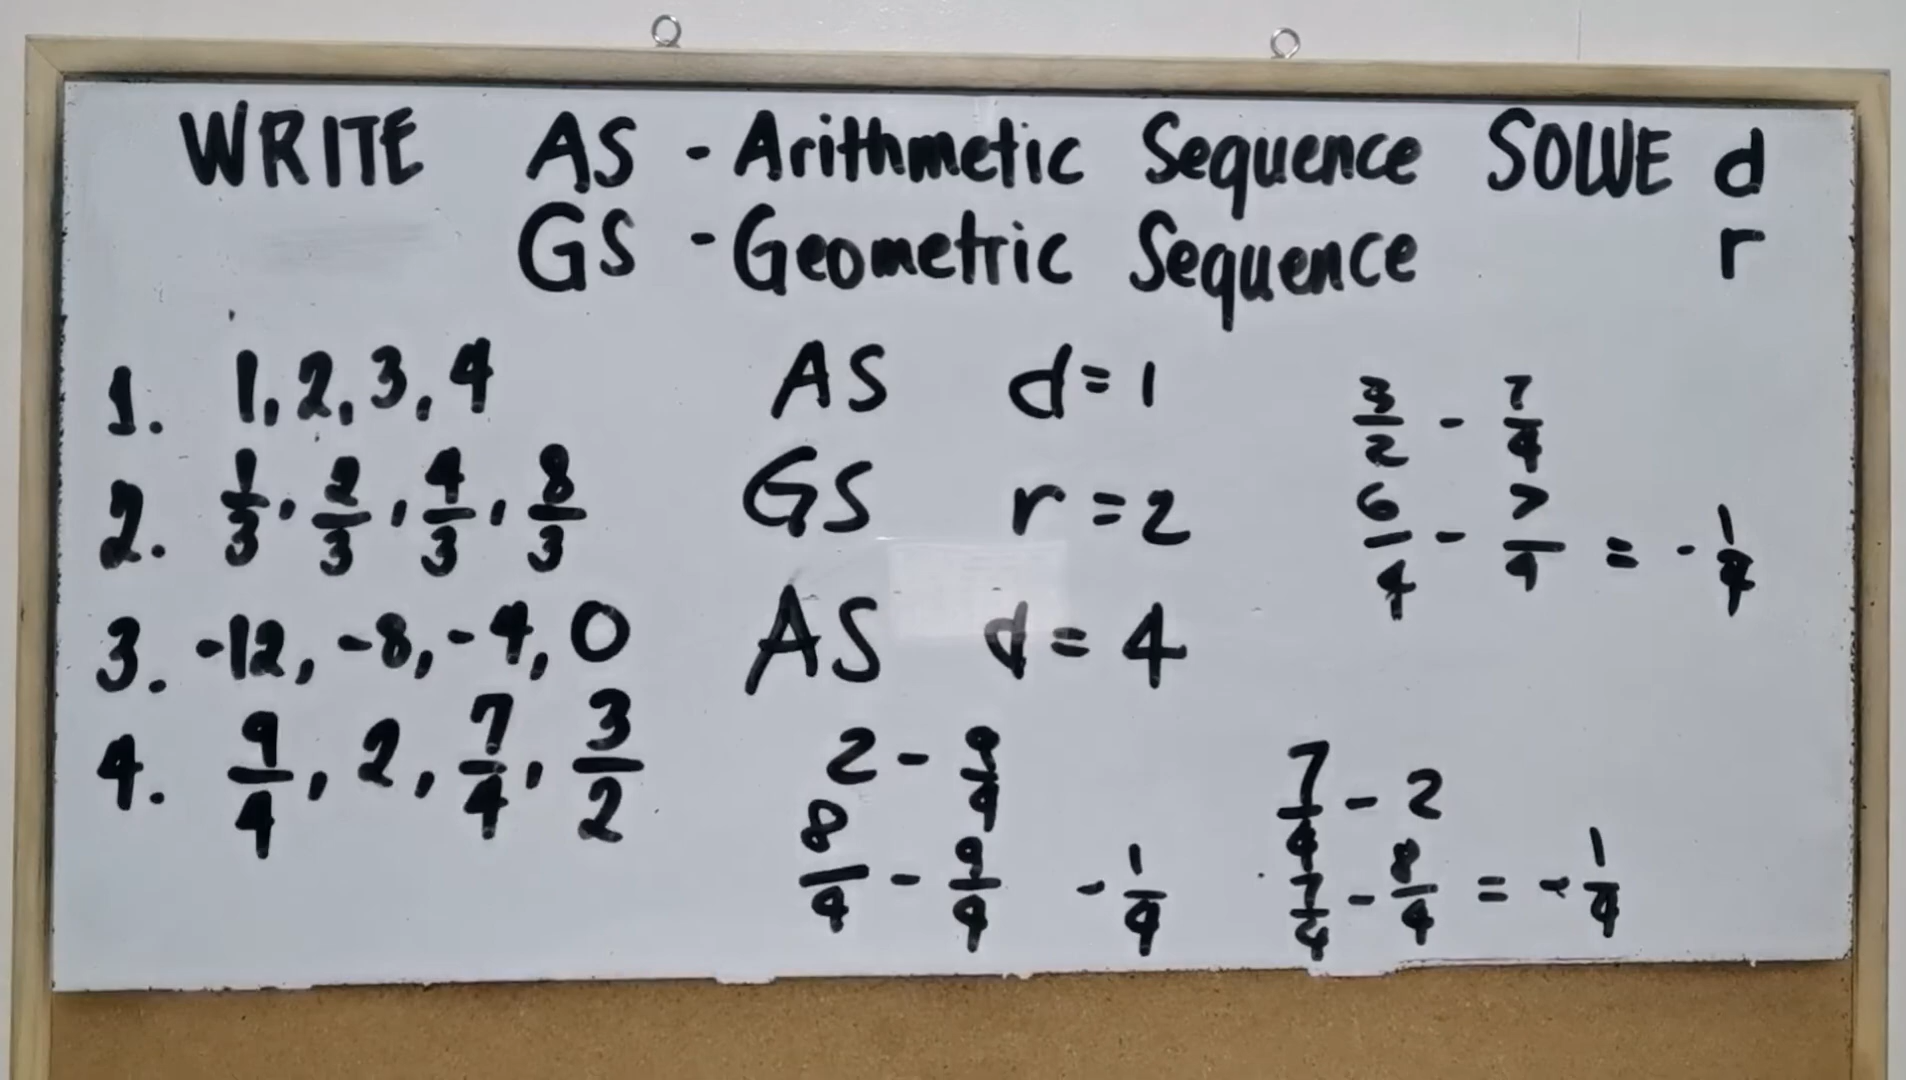 WRITE AS - Arithmetic Sequence SOLVE d
GS - Geometric Sequence r
1. 1, 2, 3, 4 AS d = 1
2. 1/3, 2/3, 4/3, 8/3 GS r = 2
3. -12, -8, -4, 0 AS d = 4
4. 9/4, 2, 7/4, 3/2
2 - 9/4
8/4 - 9/4 - 1/4
7/4 - 2
7/4 - 8/4 = - 1/4
3/2 - 7/4
6/4 - 7/4 = - 1/4